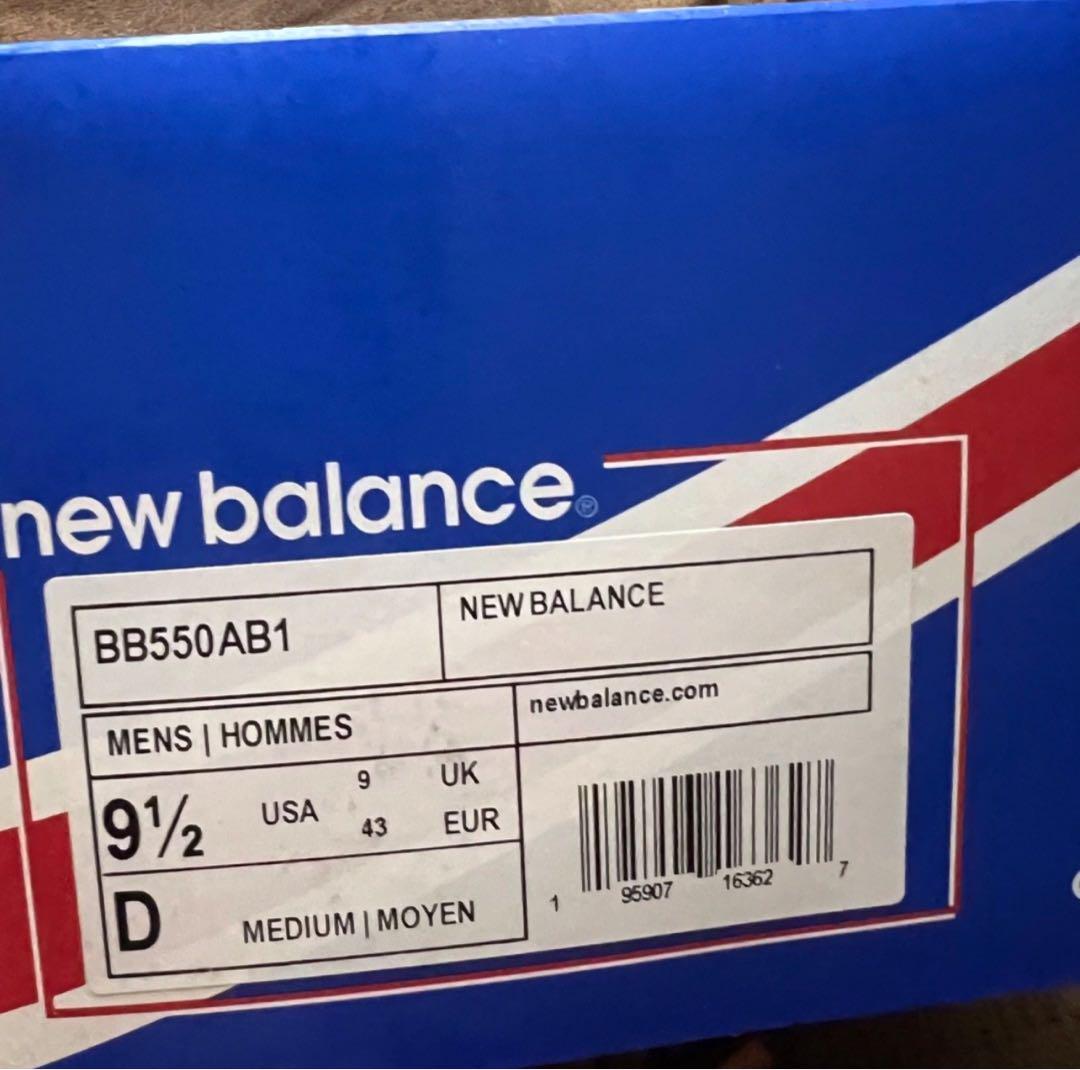 new balance®
BB550AB1
NEW BALANCE
MENS | HOMMES
newbalance.com
9½ USA
9 UK
43 EUR
D MEDIUM | MOYEN
1 95907 16362 7